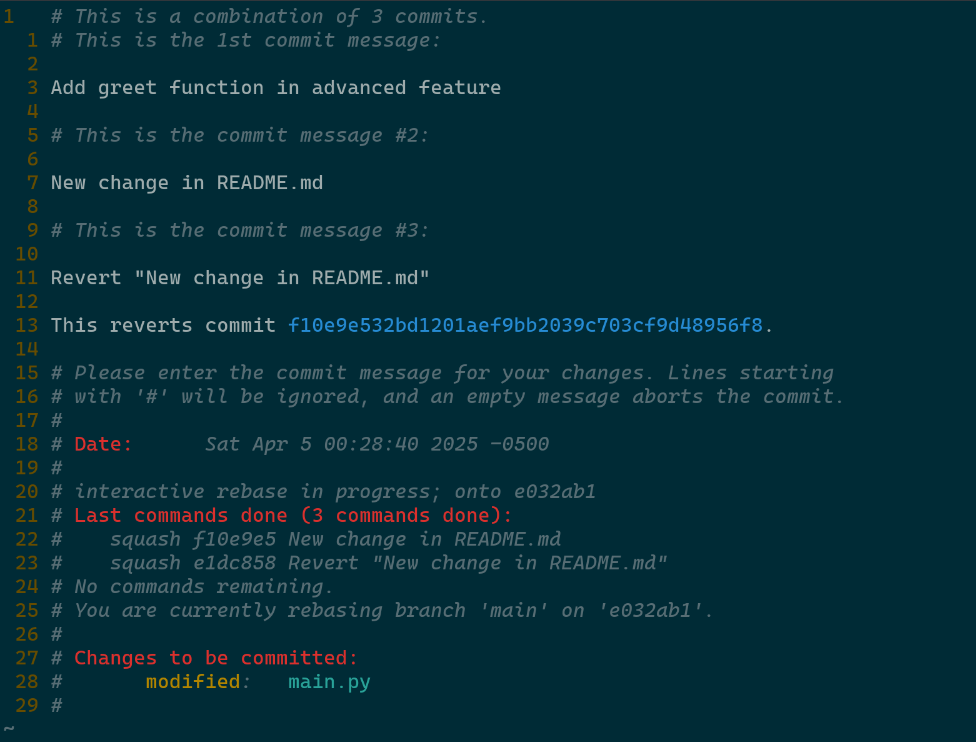 1   # This is a combination of 3 commits.
  1 # This is the 1st commit message:
  2
  3 Add greet function in advanced feature
  4
  5 # This is the commit message #2:
  6
  7 New change in README.md
  8
  9 # This is the commit message #3:
 10
 11 Revert "New change in README.md"
 12
 13 This reverts commit f10e9e532bd1201aef9bb2039c703cf9d48956f8.
 14
 15 # Please enter the commit message for your changes. Lines starting
 16 # with '#' will be ignored, and an empty message aborts the commit.
 17 #
 18 # Date:      Sat Apr 5 00:28:40 2025 -0500
 19 #
 20 # interactive rebase in progress; onto e032ab1
 21 # Last commands done (3 commands done):
 22 #    squash f10e9e5 New change in README.md
 23 #    squash e1dc858 Revert "New change in README.md"
 24 # No commands remaining.
 25 # You are currently rebasing branch 'main' on 'e032ab1'.
 26 #
 27 # Changes to be committed:
 28 #       modified:   main.py
 29 #
~